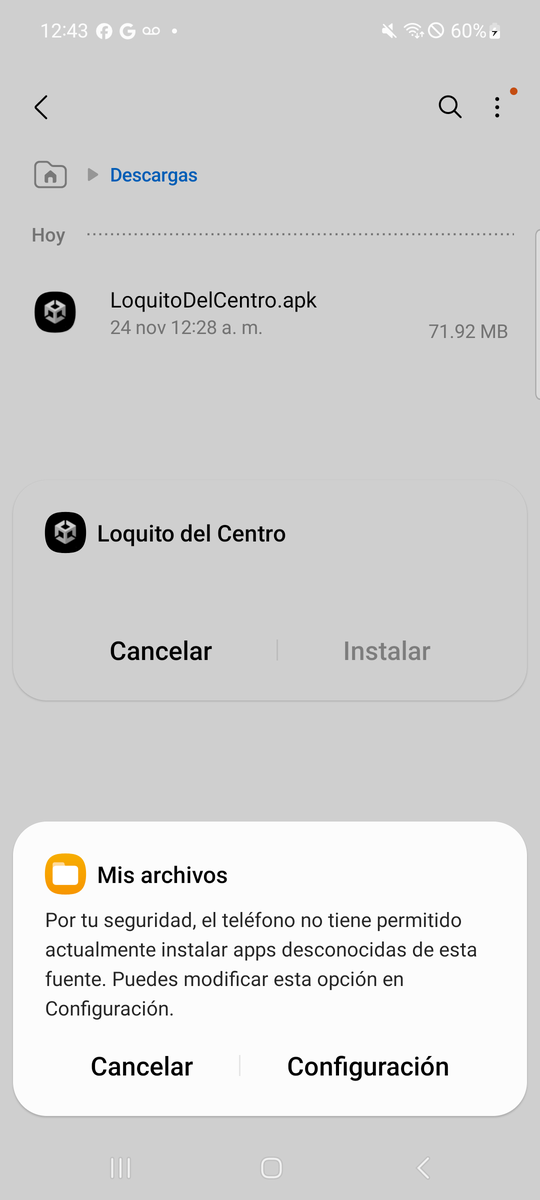 12:43
60%
Descargas
Hoy
LoquitoDelCentro.apk
24 nov 12:28 a. m.
71.92 MB
Loquito del Centro
Cancelar
Instalar
Mis archivos
Por tu seguridad, el teléfono no tiene permitido
actualmente instalar apps desconocidas de esta
fuente. Puedes modificar esta opción en
Configuración.
Cancelar
Configuración